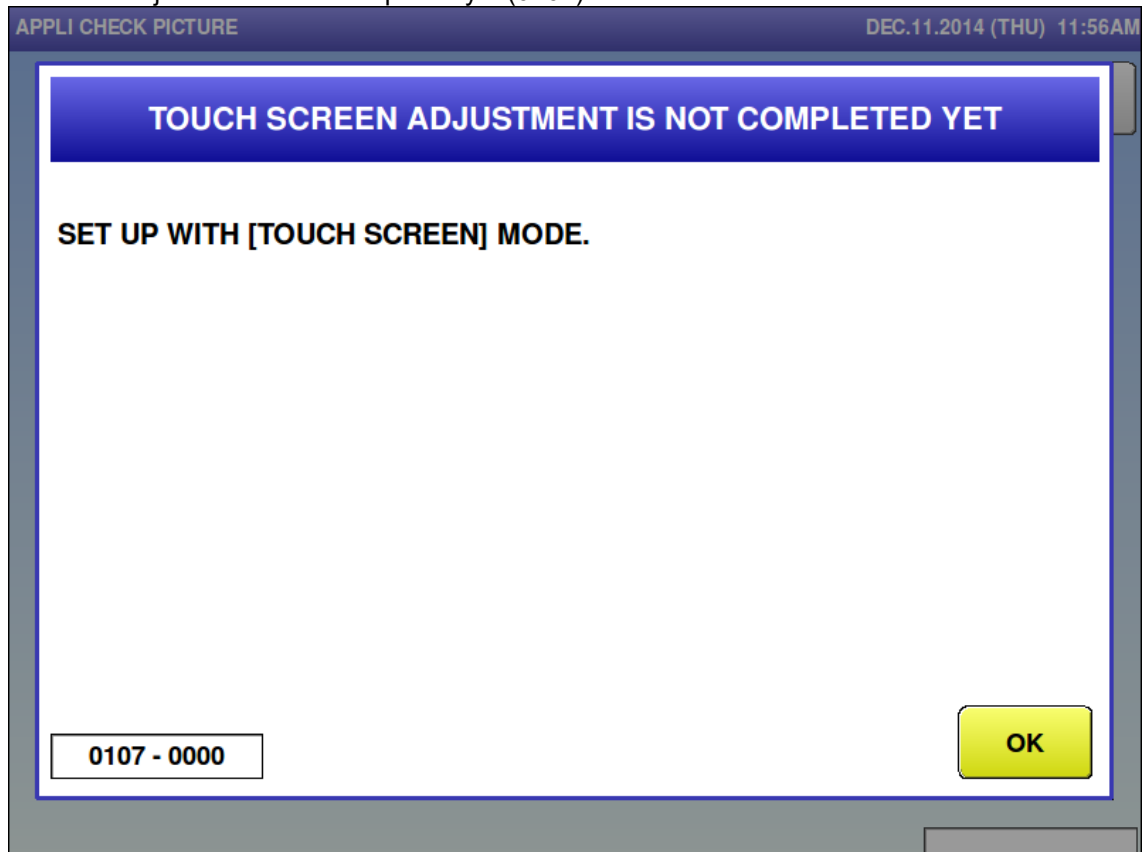 APPLI CHECK PICTURE DEC.11.2014 (THU) 11:56AM
TOUCH SCREEN ADJUSTMENT IS NOT COMPLETED YET
SET UP WITH [TOUCH SCREEN] MODE.
0107 - 0000
OK